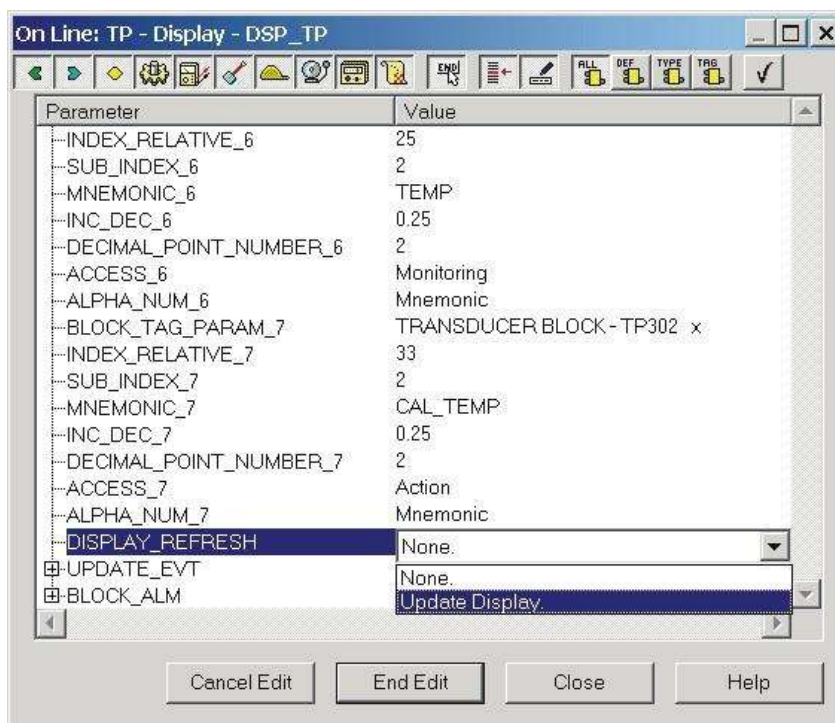 On Line: TP - Display - DSP_TP
END ALL DEF TYPE TAG
Parameter Value
INDEX_RELATIVE_6 25
SUB_INDEX_6 2
MNEMONIC_6 TEMP
INC_DEC_6 0.25
DECIMAL_POINT_NUMBER_6 2
ACCESS_6 Monitoring
ALPHA_NUM_6 Mnemonic
BLOCK_TAG_PARAM_7 TRANSDUCER BLOCK - TP302 x
INDEX_RELATIVE_7 33
SUB_INDEX_7 2
MNEMONIC_7 CAL_TEMP
INC_DEC_7 0.25
DECIMAL_POINT_NUMBER_7 2
ACCESS_7 Action
ALPHA_NUM_7 Mnemonic
DISPLAY_REFRESH None.
UPDATE_EVT None.
BLOCK_ALM Update Display.
Cancel Edit End Edit Close Help